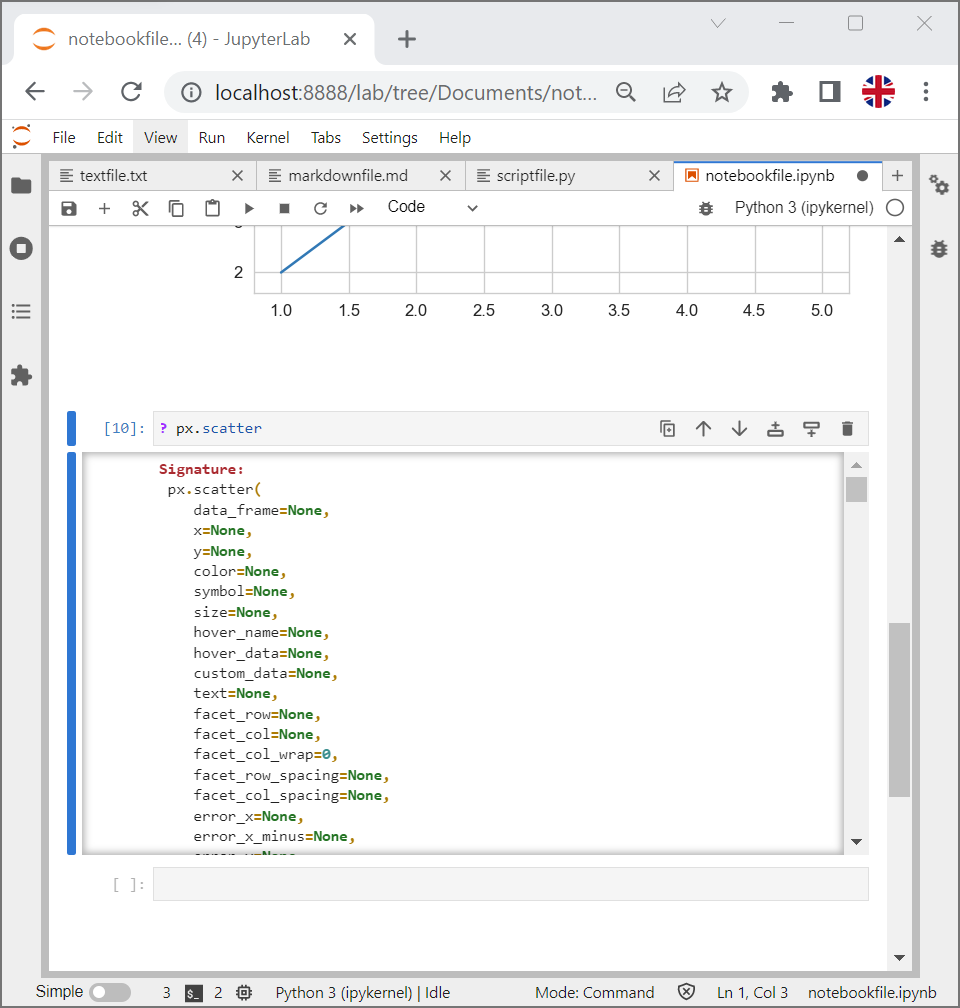 notebookfile... (4) - JupyterLab
localhost:8888/lab/tree/Documents/not...
File Edit View Run Kernel Tabs Settings Help
textfile.txt markdownfile.md scriptfile.py notebookfile.ipynb
Code Python 3 (ipykernel)
2
1.0 1.5 2.0 2.5 3.0 3.5 4.0 4.5 5.0
[10]: ? px.scatter
Signature:
px.scatter(
data_frame=None,
x=None,
y=None,
color=None,
symbol=None,
size=None,
hover_name=None,
hover_data=None,
custom_data=None,
text=None,
facet_row=None,
facet_col=None,
facet_col_wrap=0,
facet_row_spacing=None,
facet_col_spacing=None,
error_x=None,
error_x_minus=None,
[ ]:
Simple 3 2 Python 3 (ipykernel) | Idle Mode: Command Ln 1, Col 3 notebookfile.ipynb